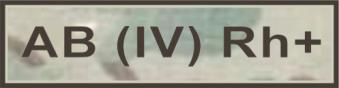 AB (IV) Rh+